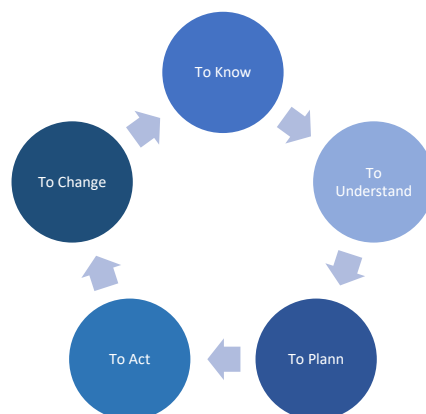 To Know
To
Understand
To Plann
To Act
To Change